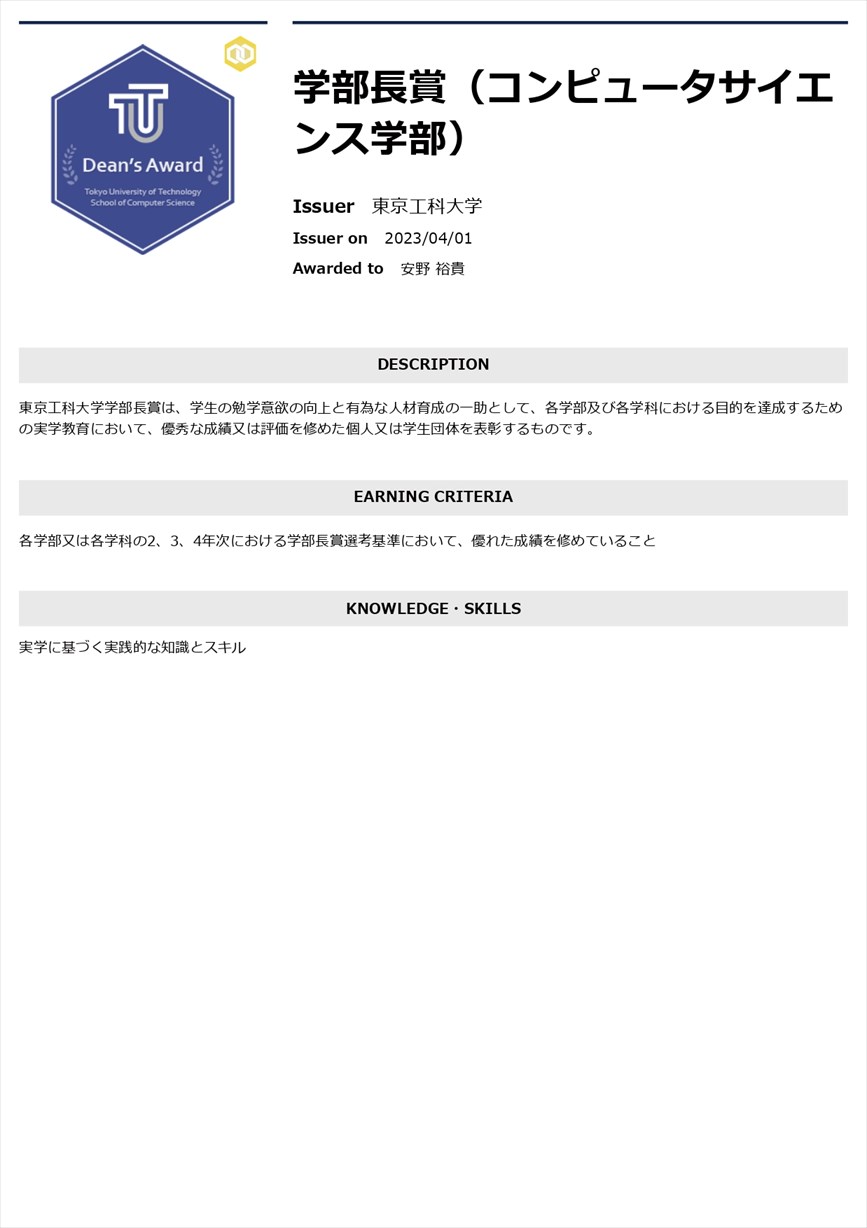 Dean's Award
Tokyo University of Technology
School of Computer Science
学部長賞（コンピュータサイエ
ンス学部）
Issuer 東京工科大学
Issuer on 2023/04/01
Awarded to 安野 裕貴
DESCRIPTION
東京工科大学学部長賞は、学生の勉学意欲の向上と有為な人材育成の一助として、各学部及び各学科における目的を達成するため
の実学教育において、優秀な成績又は評価を修めた個人又は学生団体を表彰するものです。
EARNING CRITERIA
各学部又は各学科の2、3、4年次における学部長賞選考基準において、優れた成績を修めていること
KNOWLEDGE・SKILLS
実学に基づく実践的な知識とスキル